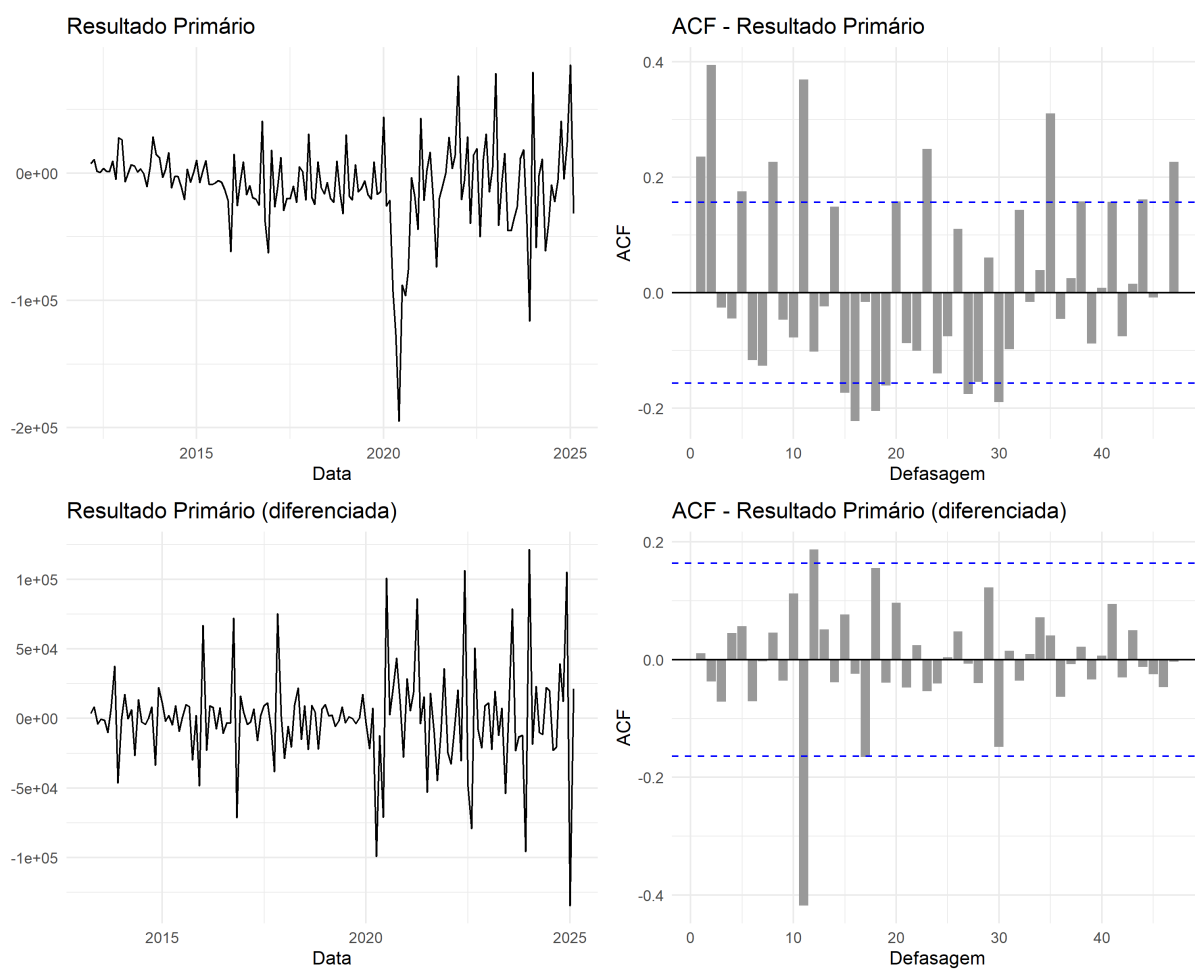 Resultado Primário
0e+00
-1e+05
-2e+05
2015
2020
2025
Data
ACF - Resultado Primário
ACF
0.4
0.2
0.0
-0.2
0
10
20
30
40
Defasagem
Resultado Primário (diferenciada)
1e+05
5e+04
0e+00
-5e+04
-1e+05
2015
2020
2025
Data
ACF - Resultado Primário (diferenciada)
ACF
0.2
0.0
-0.2
-0.4
0
10
20
30
40
Defasagem